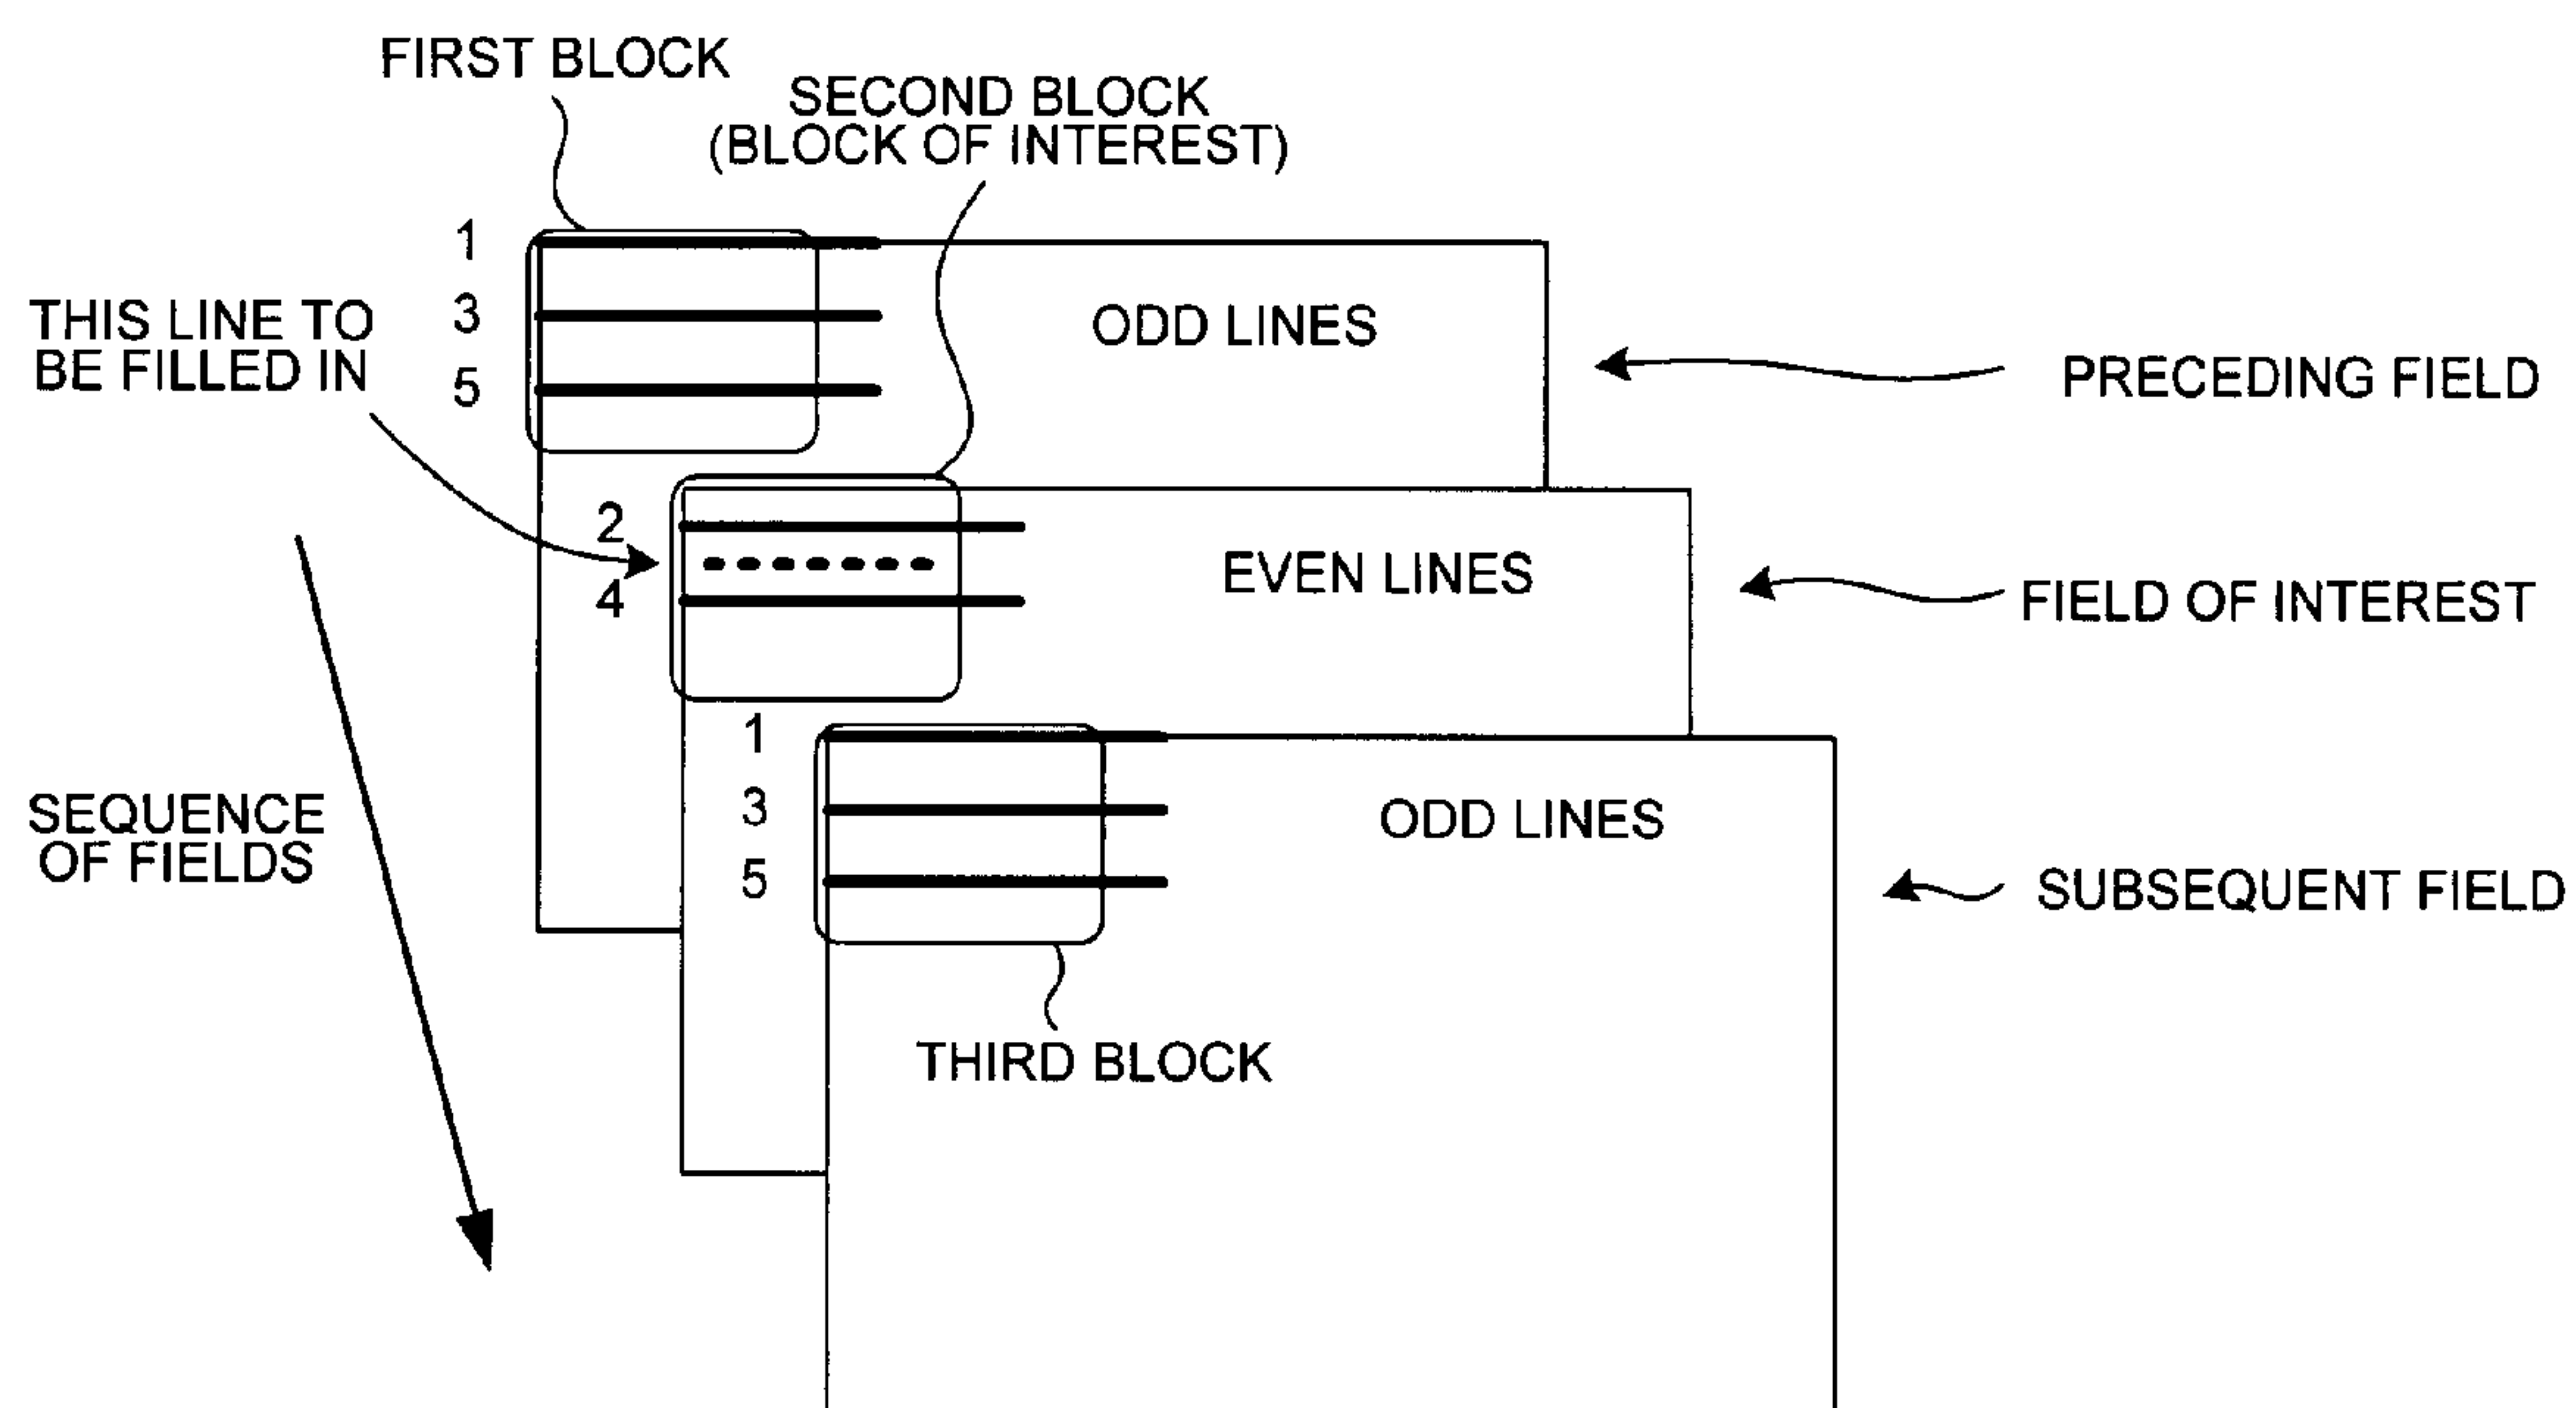 FIRST BLOCK
SECOND BLOCK
(BLOCK OF INTEREST)
1
3
5
THIS LINE TO
BE FILLED IN
ODD LINES
PRECEDING FIELD
2
4
EVEN LINES
FIELD OF INTEREST
1
3
5
ODD LINES
SEQUENCE
OF FIELDS
SUBSEQUENT FIELD
THIRD BLOCK